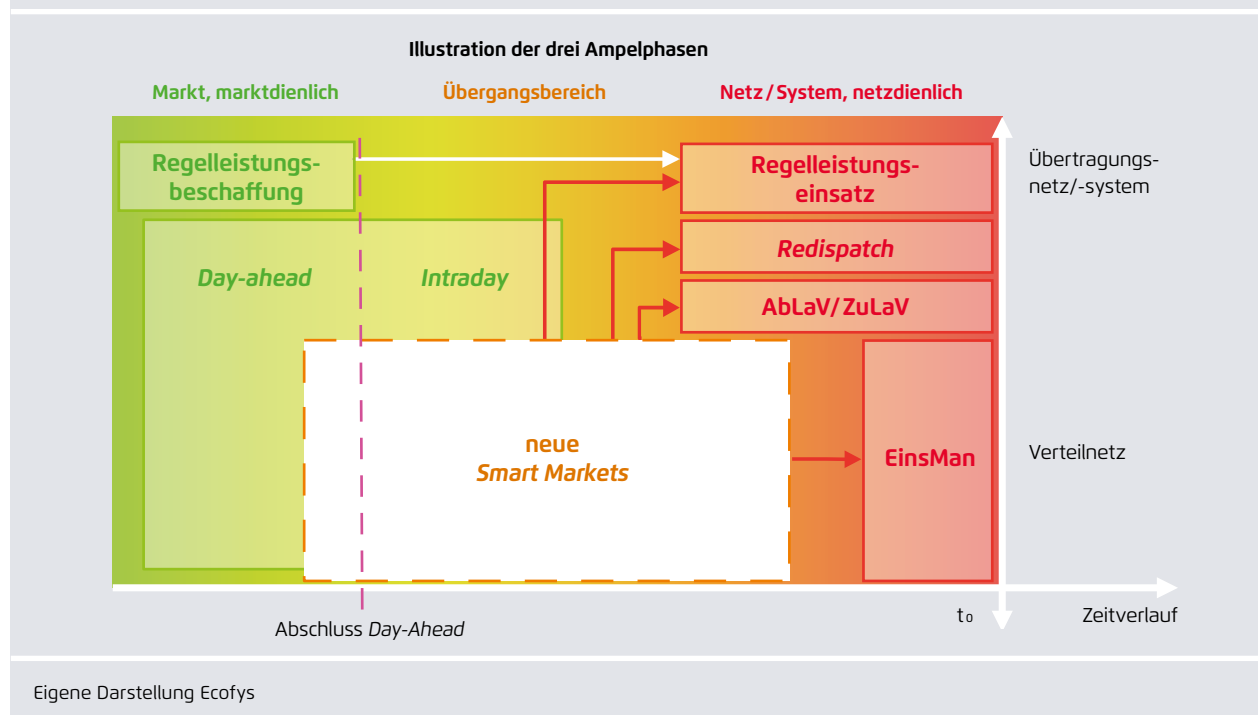 Illustration der drei Ampelphasen
Markt, marktdienlich
Übergangsbereich
Netz/System, netzdienlich
Regelleistungs-
beschaffung
Regelleistungs-
einsatz
Übertragungs-
netz/-system
Day-ahead
Intraday
Redispatch
AbLaV/ZuLaV
neue
Smart Markets
EinsMan
Verteilnetz
Abschluss Day-Ahead
t₀
Zeitverlauf
Eigene Darstellung Ecofys